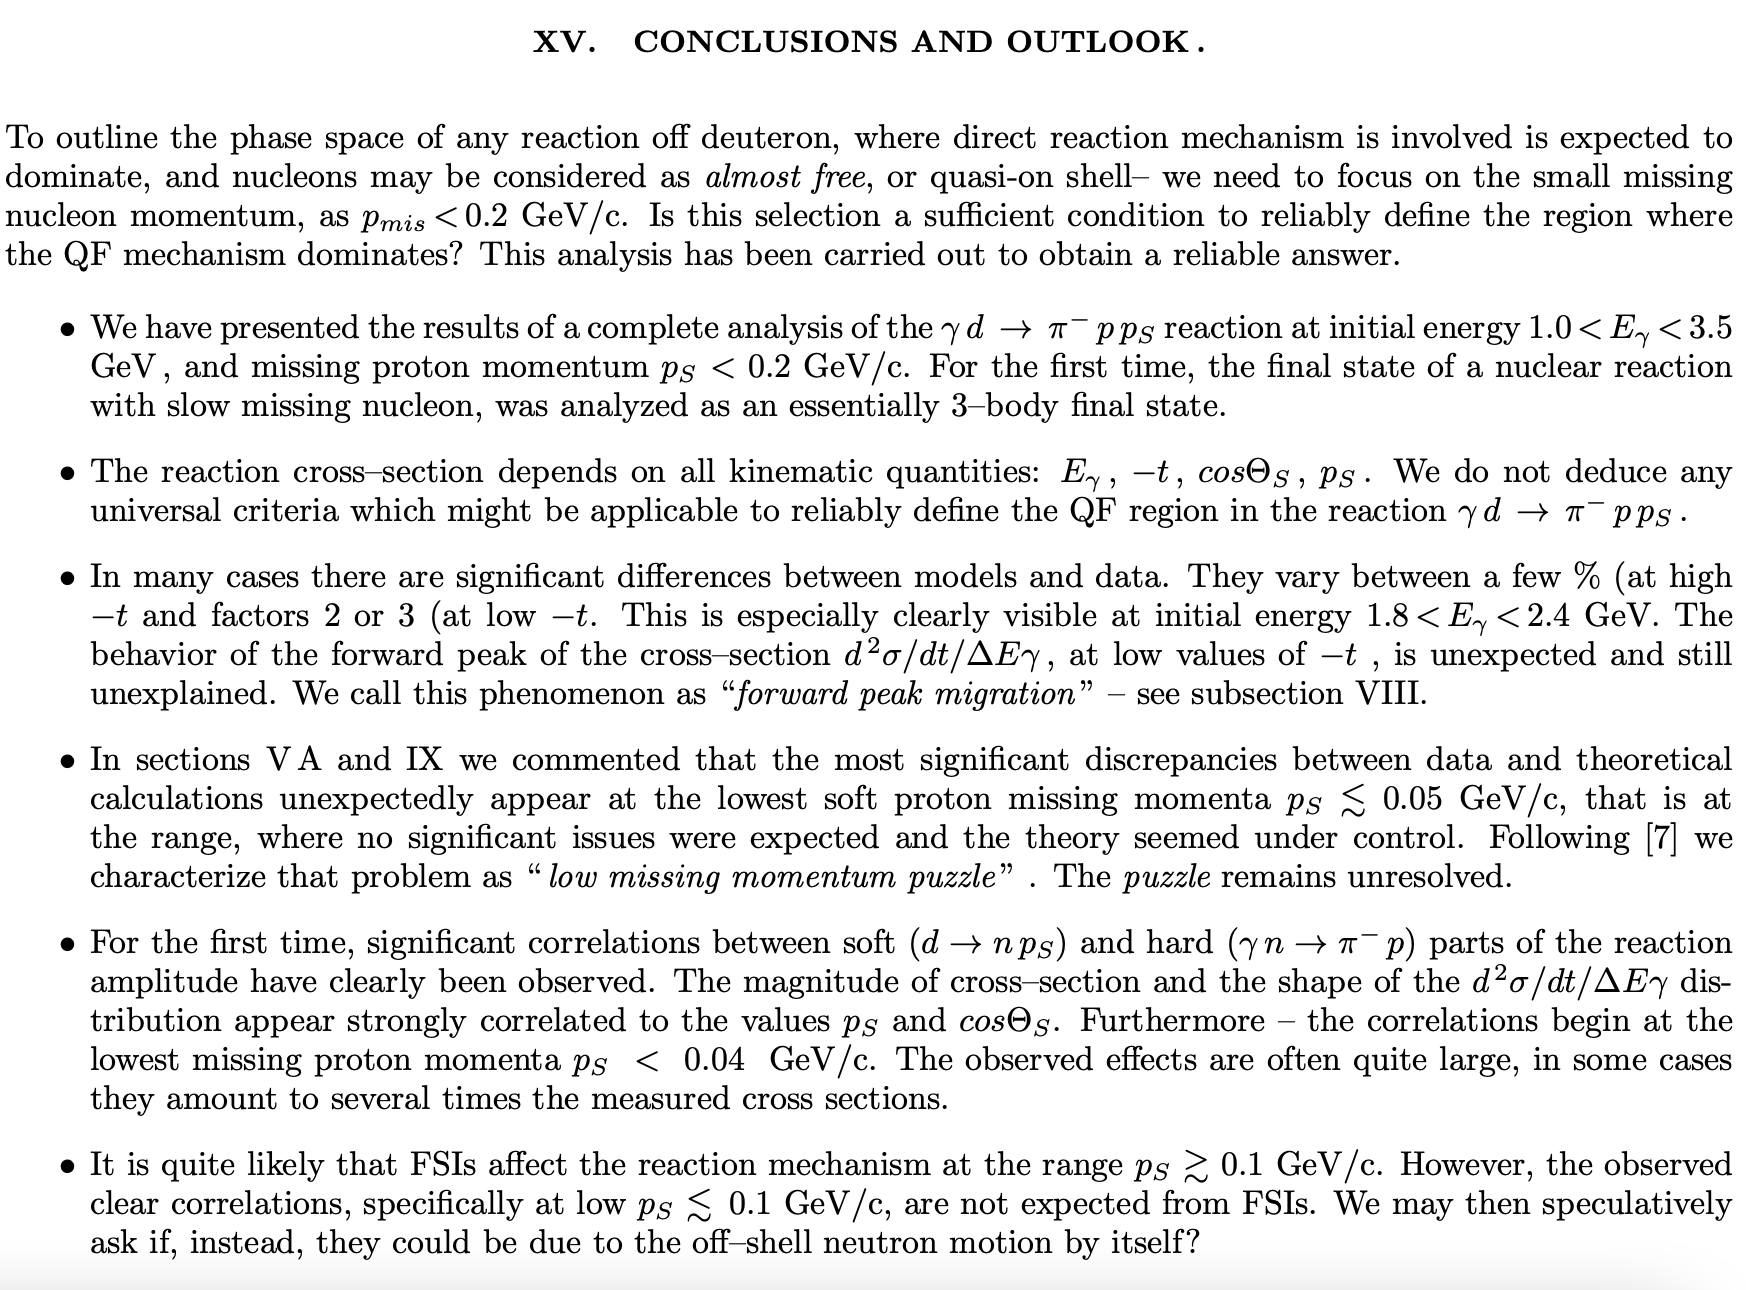 XV. CONCLUSIONS AND OUTLOOK .
To outline the phase space of any reaction off deuteron, where direct reaction mechanism is involved is expected to
dominate, and nucleons may be considered as almost free, or quasi-on shell– we need to focus on the small missing
nucleon momentum, as p_mis < 0.2 GeV/c. Is this selection a sufficient condition to reliably define the region where
the QF mechanism dominates? This analysis has been carried out to obtain a reliable answer.
• We have presented the results of a complete analysis of the γ d → π⁻ p p_S reaction at initial energy 1.0 < E_γ < 3.5
GeV , and missing proton momentum p_S < 0.2 GeV/c. For the first time, the final state of a nuclear reaction
with slow missing nucleon, was analyzed as an essentially 3–body final state.
• The reaction cross–section depends on all kinematic quantities: E_γ , −t , cosΘ_S , p_S . We do not deduce any
universal criteria which might be applicable to reliably define the QF region in the reaction γ d → π⁻ p p_S .
• In many cases there are significant differences between models and data. They vary between a few % (at high
−t and factors 2 or 3 (at low −t. This is especially clearly visible at initial energy 1.8 < E_γ < 2.4 GeV. The
behavior of the forward peak of the cross–section d²σ/dt/ΔEγ , at low values of −t , is unexpected and still
unexplained. We call this phenomenon as “forward peak migration” – see subsection VIII.
• In sections V A and IX we commented that the most significant discrepancies between data and theoretical
calculations unexpectedly appear at the lowest soft proton missing momenta p_S ≲ 0.05 GeV/c, that is at
the range, where no significant issues were expected and the theory seemed under control. Following [7] we
characterize that problem as “ low missing momentum puzzle” . The puzzle remains unresolved.
• For the first time, significant correlations between soft (d → n p_S) and hard (γ n → π⁻ p) parts of the reaction
amplitude have clearly been observed. The magnitude of cross–section and the shape of the d²σ/dt/ΔEγ dis-
tribution appear strongly correlated to the values p_S and cosΘ_S. Furthermore – the correlations begin at the
lowest missing proton momenta p_S < 0.04 GeV/c. The observed effects are often quite large, in some cases
they amount to several times the measured cross sections.
• It is quite likely that FSIs affect the reaction mechanism at the range p_S ≳ 0.1 GeV/c. However, the observed
clear correlations, specifically at low p_S ≲ 0.1 GeV/c, are not expected from FSIs. We may then speculatively
ask if, instead, they could be due to the off–shell neutron motion by itself?